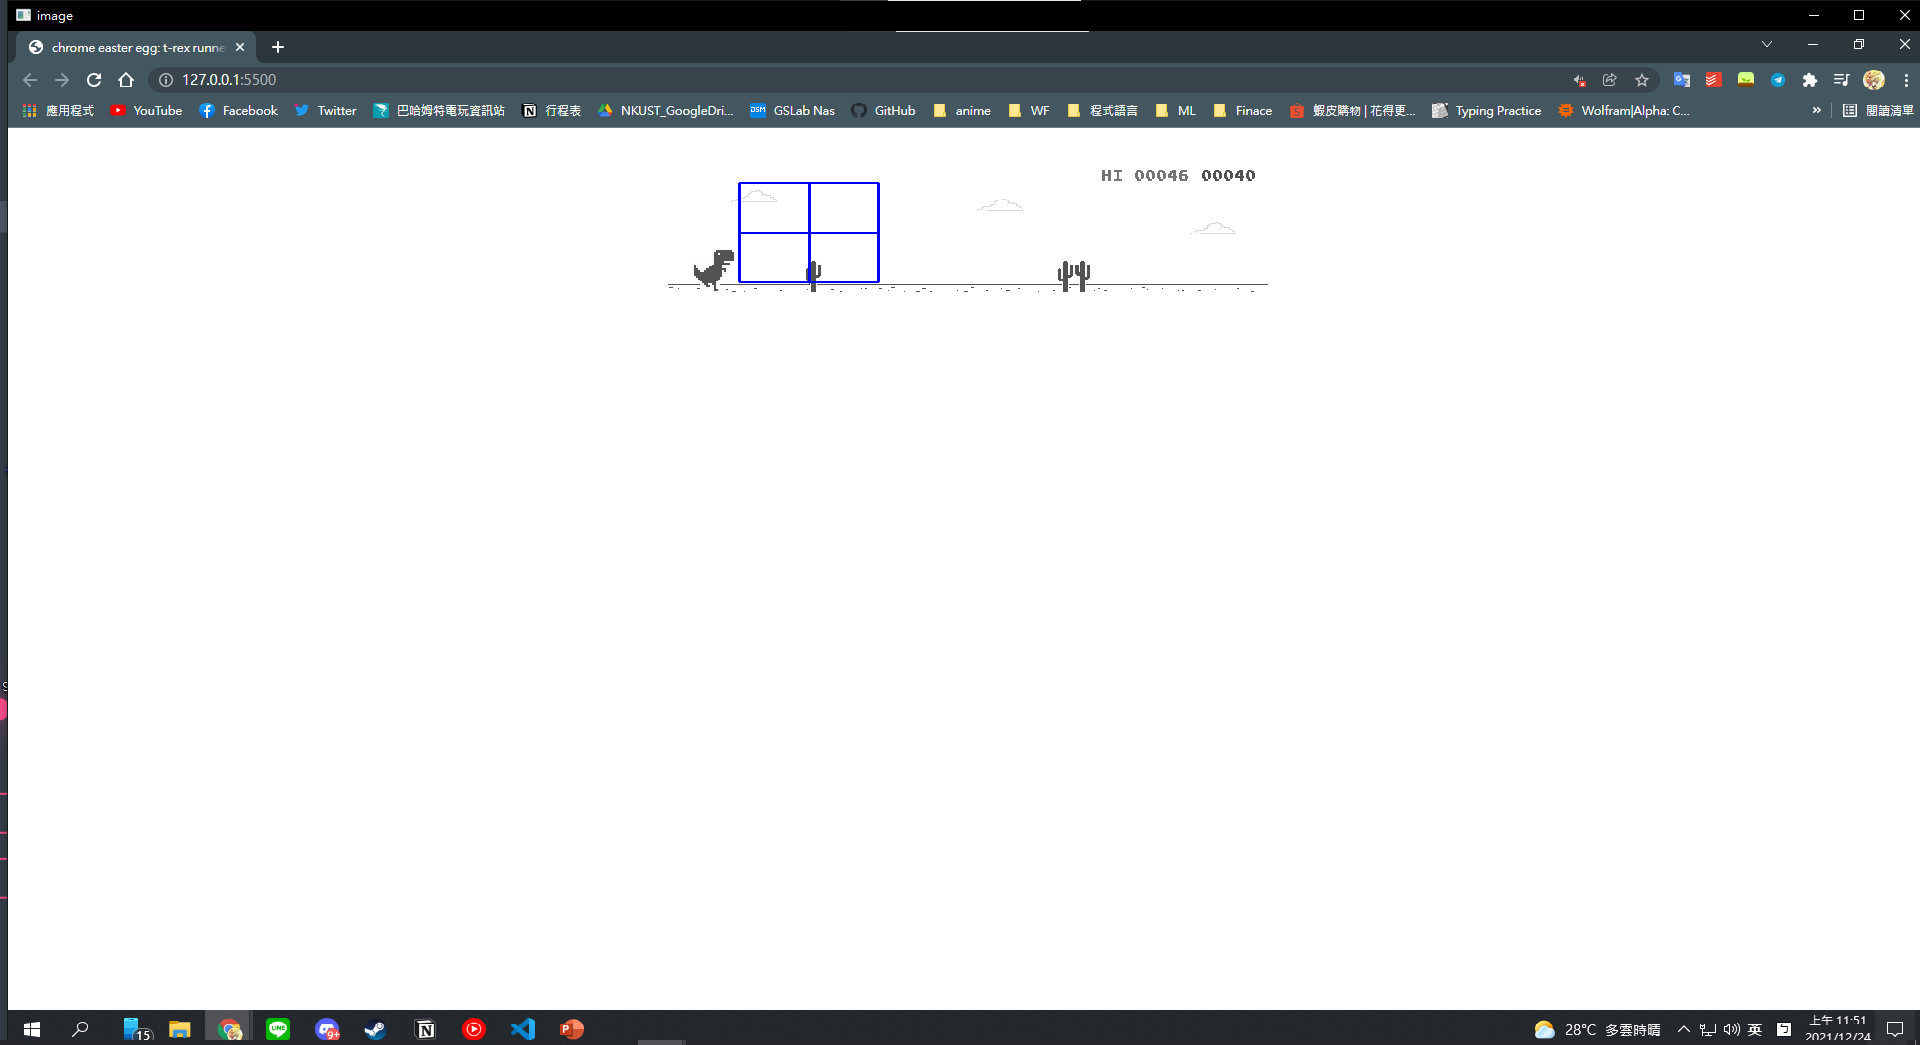 image
chrome easter egg: t-rex runne
127.0.0.1:5500
應用程式 YouTube Facebook Twitter 巴哈姆特電玩資訊站 行程表 NKUST_GoogleDri... GSLab Nas GitHub anime WF 程式語言 ML Finace 蝦皮購物 | 花得更... Typing Practice Wolfram|Alpha: C... » 閱讀清單
HI 00046 00040
15 9+ 28°C 多雲時晴 英
上午 11:51
2021/12/24